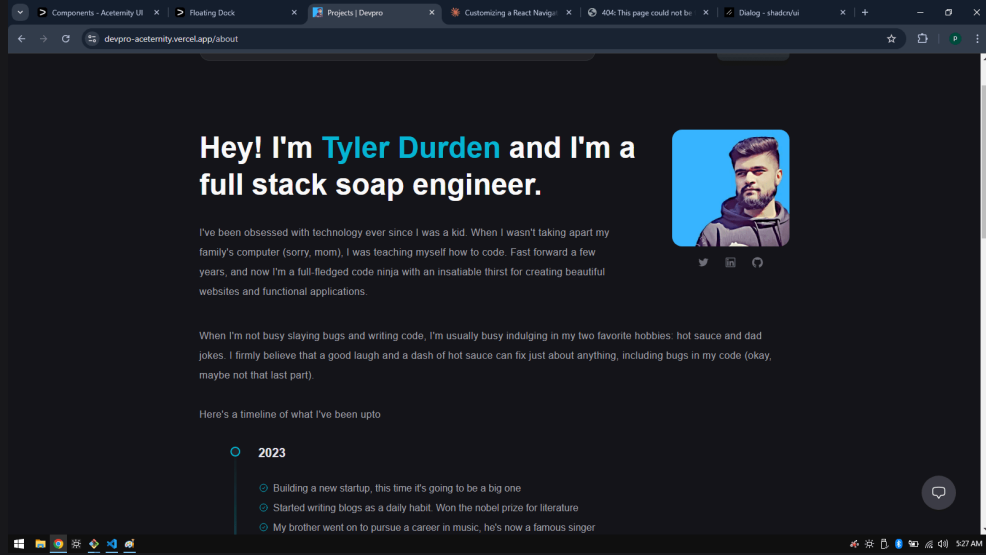 Components - Aceternity UI
Floating Dock
Projects | Devpro
Customizing a React Navigat
404: This page could not be
Dialog - shadcn/ui
devpro-aceternity.vercel.app/about
P
Hey! I'm Tyler Durden and I'm a
full stack soap engineer.
I've been obsessed with technology ever since I was a kid. When I wasn't taking apart my
family's computer (sorry, mom), I was teaching myself how to code. Fast forward a few
years, and now I'm a full-fledged code ninja with an insatiable thirst for creating beautiful
websites and functional applications.
When I'm not busy slaying bugs and writing code, I'm usually busy indulging in my two favorite hobbies: hot sauce and dad
jokes. I firmly believe that a good laugh and a dash of hot sauce can fix just about anything, including bugs in my code (okay,
maybe not that last part).
Here's a timeline of what I've been upto
2023
Building a new startup, this time it's going to be a big one
Started writing blogs as a daily habit. Won the nobel prize for literature
My brother went on to pursue a career in music, he's now a famous singer
5:27 AM